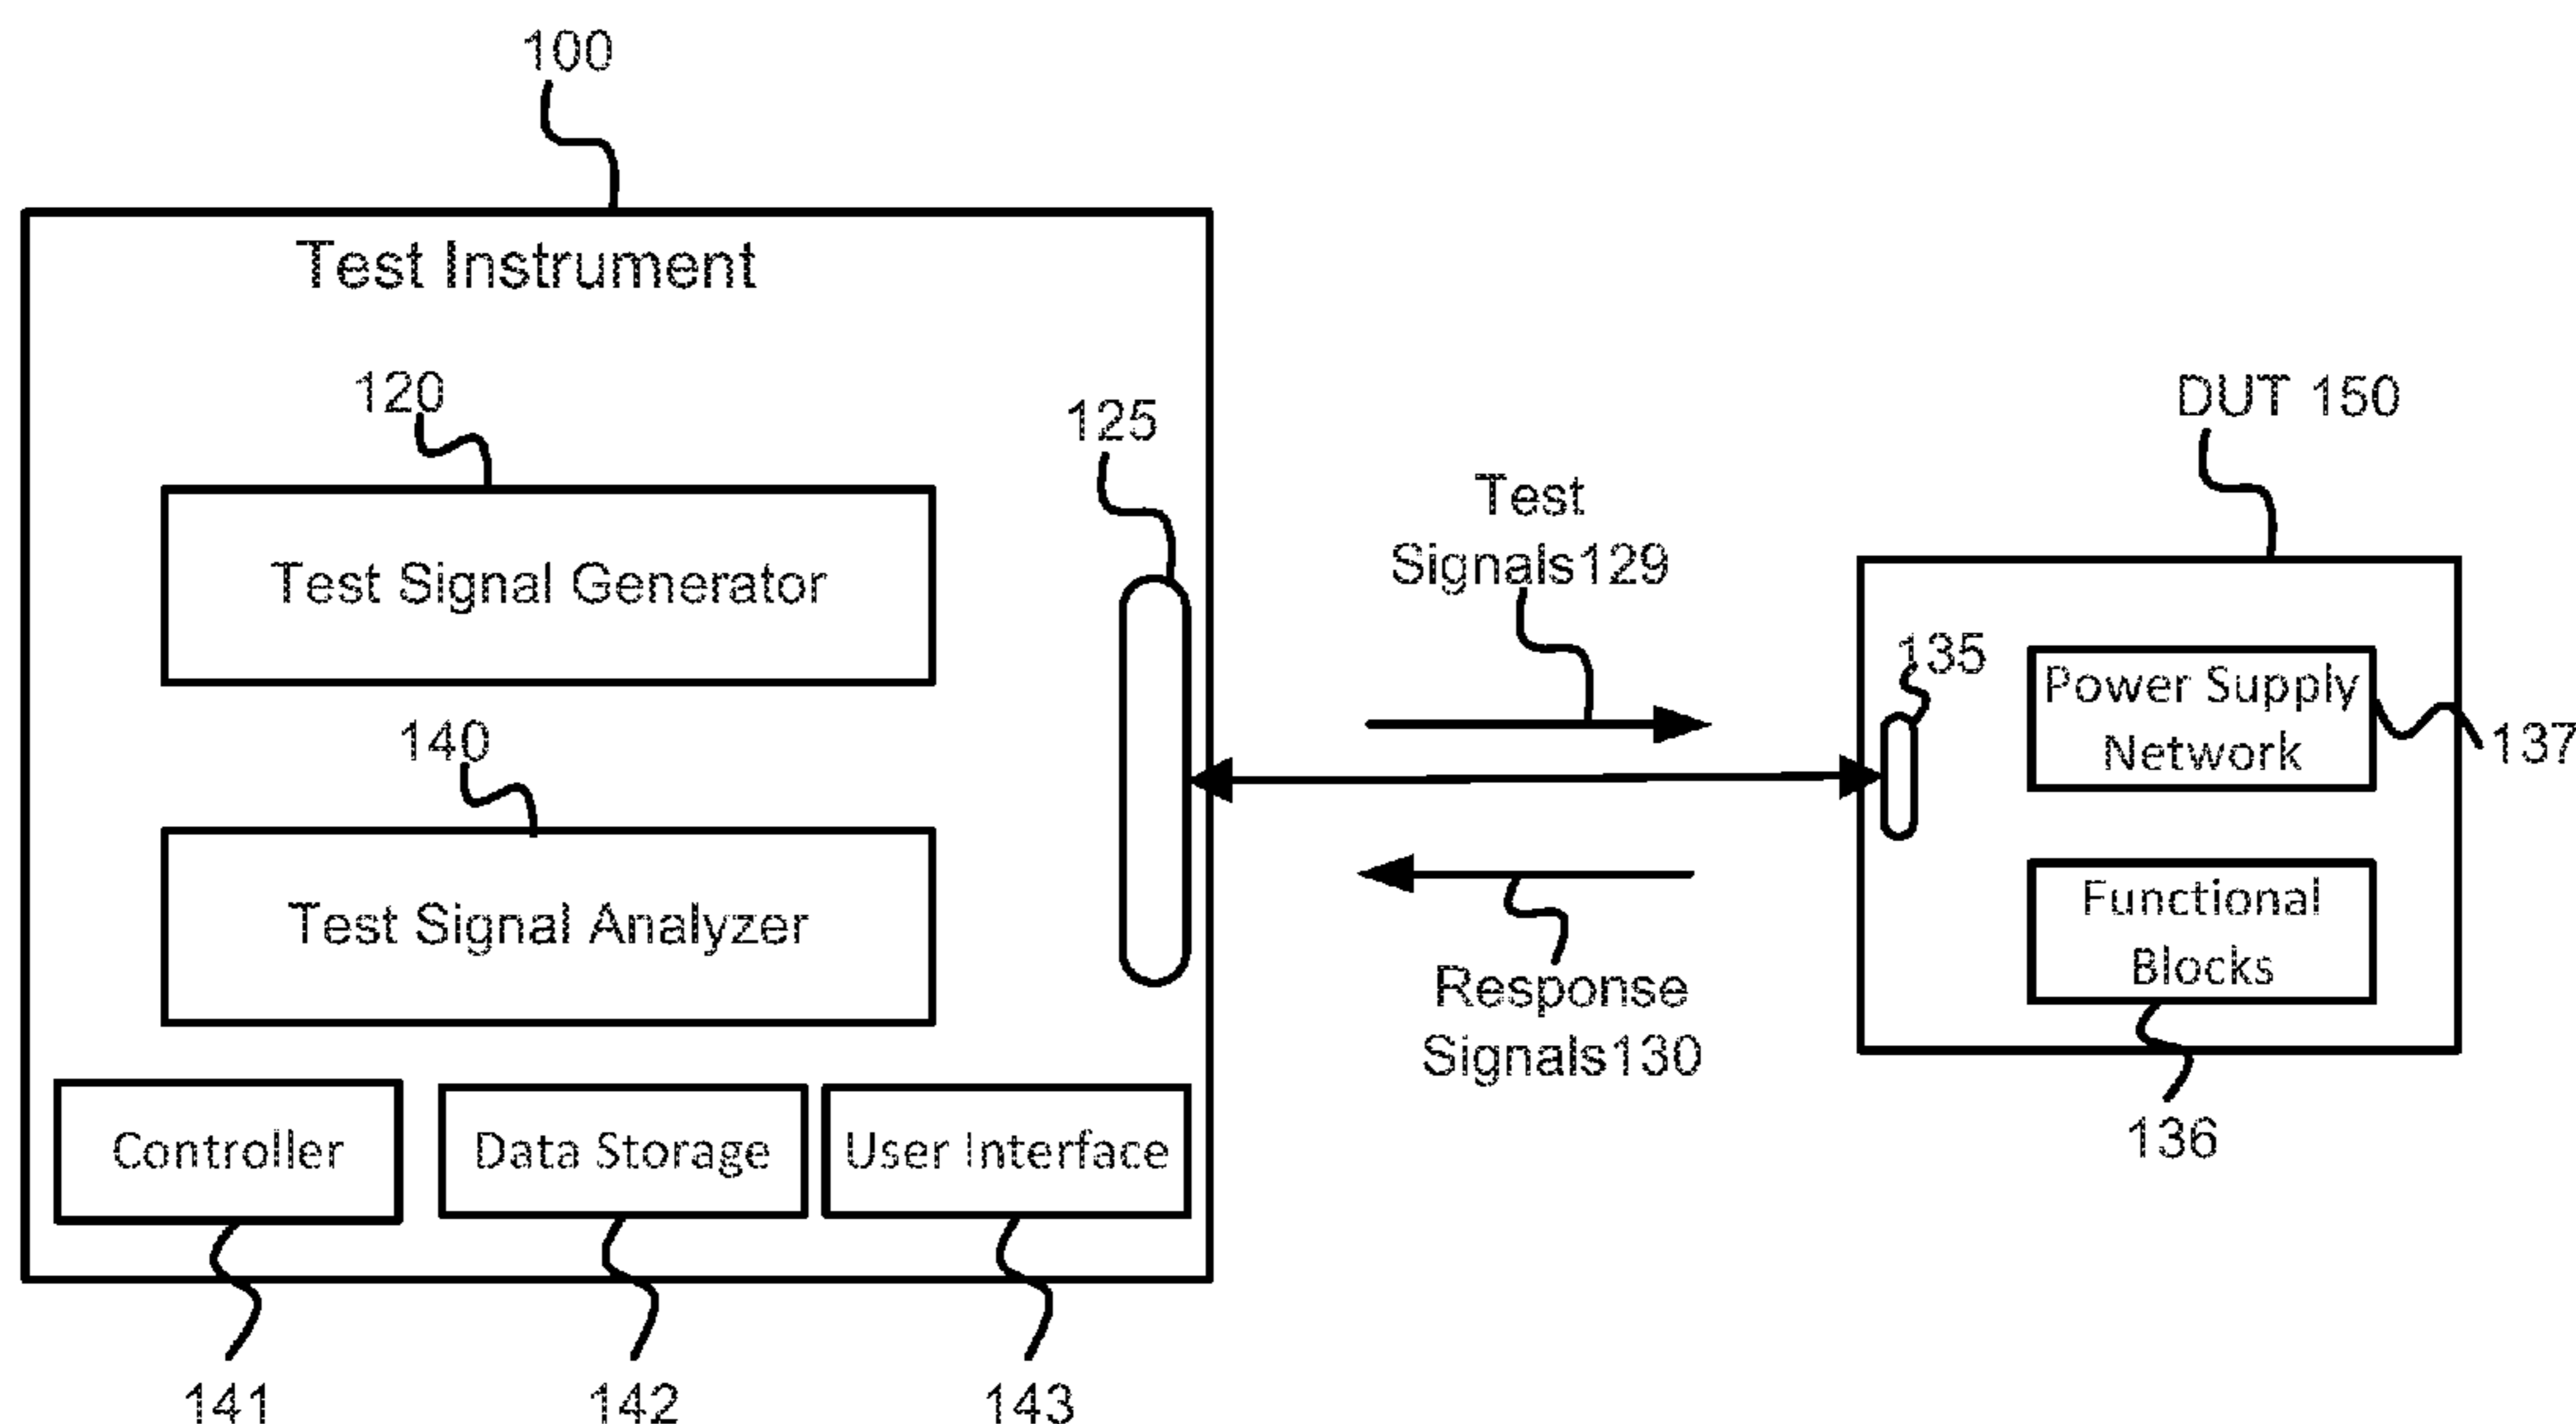 100
Test Instrument
120
125
DUT 150
Test
Signals129
Test Signal Generator
135
Power Supply
Network
137
140
Test Signal Analyzer
Functional
Blocks
Response
Signals130
136
Controller
Data Storage
User Interface
141
142
143